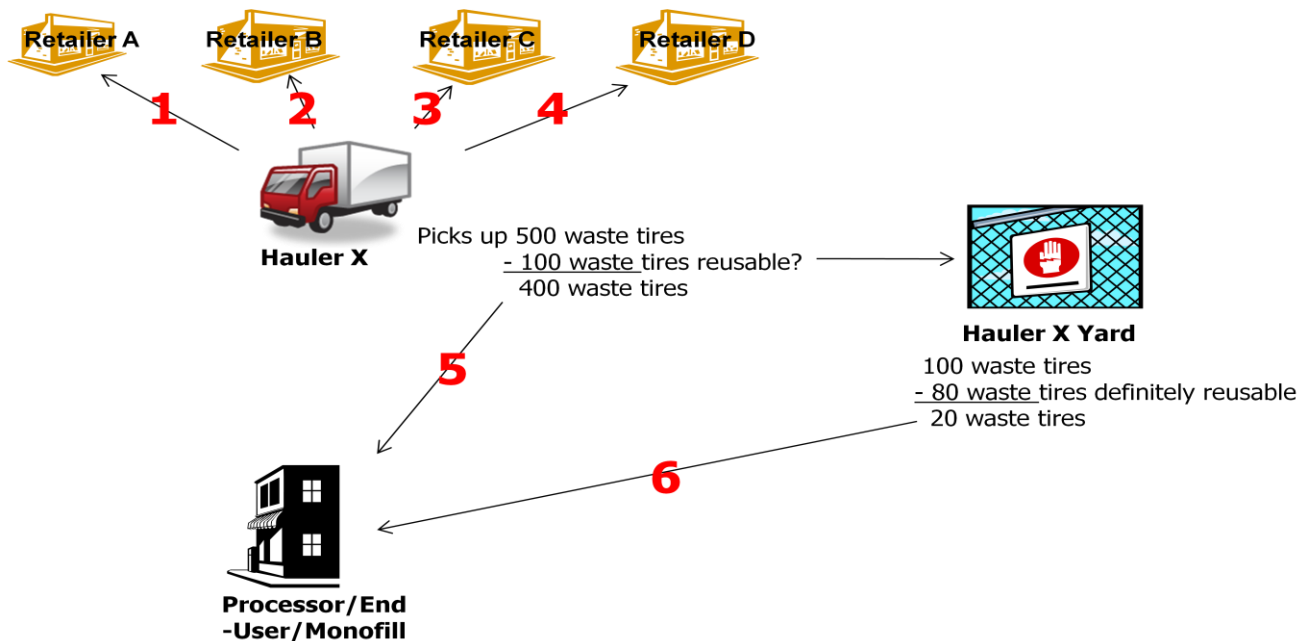 Retailer A
Retailer B
Retailer C
Retailer D
1
2
3
4
Hauler X
Picks up 500 waste tires
- 100 waste tires reusable?
400 waste tires
Hauler X Yard
100 waste tires
- 80 waste tires definitely reusable
20 waste tires
5
6
Processor/End
-User/Monofill